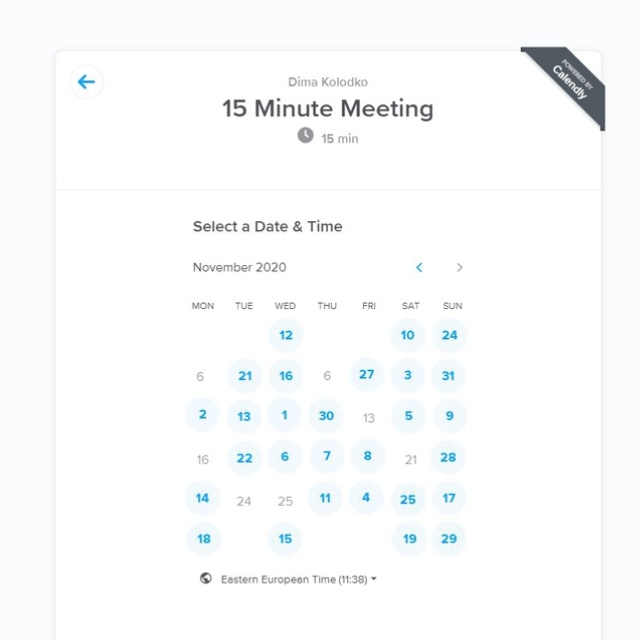 POWERED BY
Calendly
Dima Kolodko
15 Minute Meeting
15 min
Select a Date & Time
November 2020
MON TUE WED THU FRI SAT SUN
12 10 24
6 21 16 6 27 3 31
2 13 1 30 13 5 9
16 22 6 7 8 21 28
14 24 25 11 4 25 17
18 15 19 29
Eastern European Time (11:38)